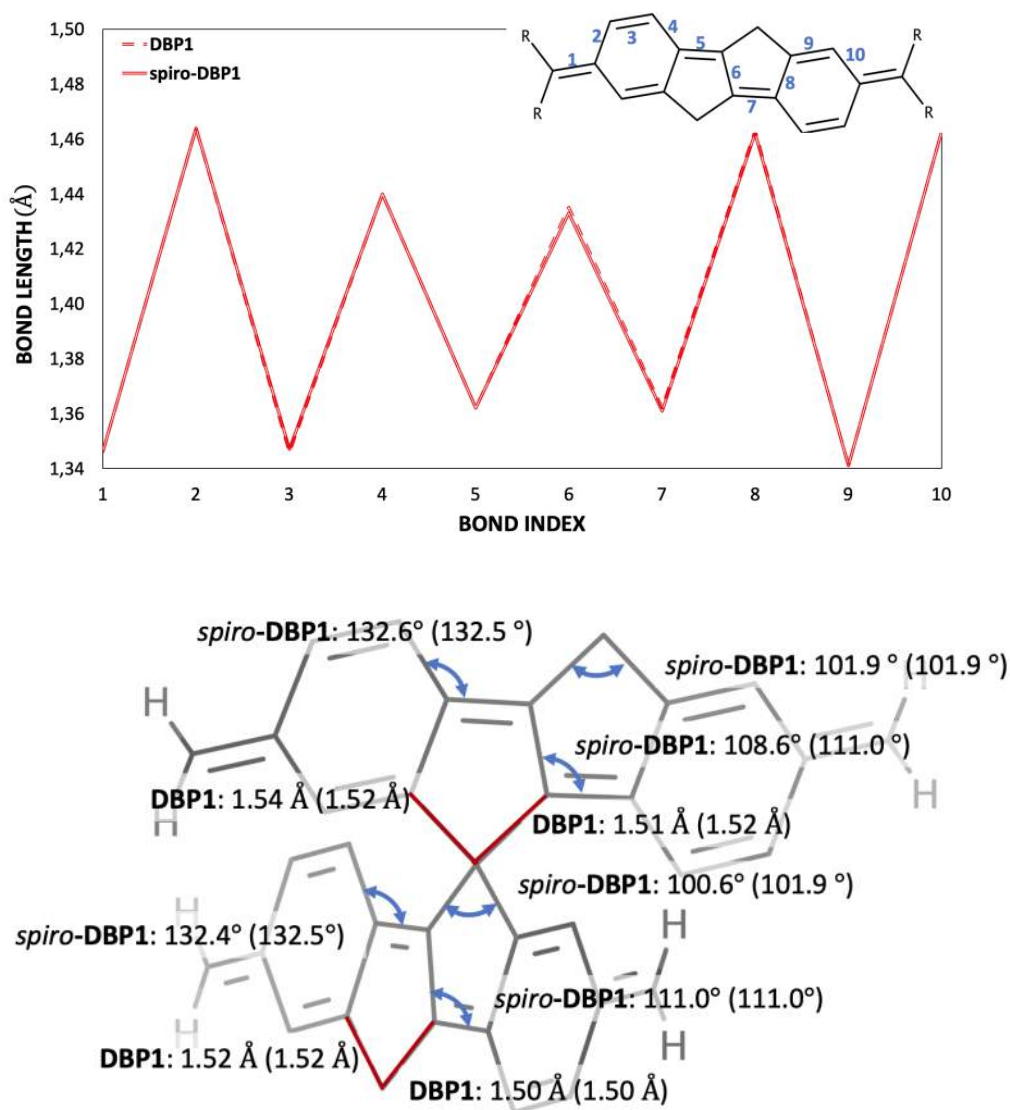 1,50
1,48
1,46
1,44
1,42
1,40
1,38
1,36
1,34
BOND LENGTH (Å)
DBP1
spiro-DBP1
1 2 3 4 5 6 7 8 9 10
BOND INDEX
R
R
1
2
3
4
5
6
7
8
9
10
R
R
spiro-DBP1: 132.6° (132.5 °)
spiro-DBP1: 101.9 ° (101.9 °)
H
H
spiro-DBP1: 108.6° (111.0 °)
DBP1: 1.54 Å (1.52 Å)
H
H
DBP1: 1.51 Å (1.52 Å)
spiro-DBP1: 100.6° (101.9 °)
H
H
spiro-DBP1: 132.4° (132.5°)
spiro-DBP1: 111.0° (111.0°)
H
H
DBP1: 1.52 Å (1.52 Å)
DBP1: 1.50 Å (1.50 Å)